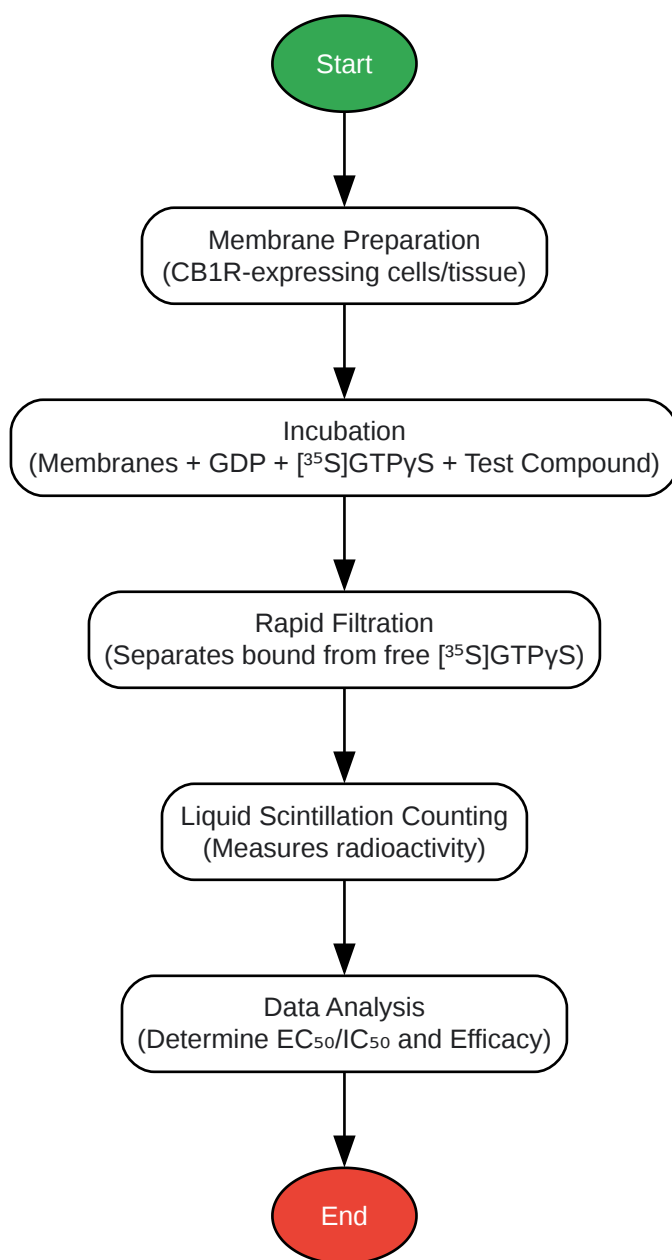 Start
Membrane Preparation
(CB1R-expressing cells/tissue)
Incubation
(Membranes + GDP + [³⁵S]GTPγS + Test Compound)
Rapid Filtration
(Separates bound from free [³⁵S]GTPγS)
Liquid Scintillation Counting
(Measures radioactivity)
Data Analysis
(Determine EC₅₀/IC₅₀ and Efficacy)
End